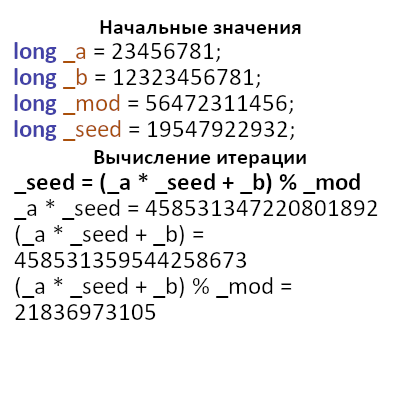 Начальные значения
long _a = 23456781;
long _b = 12323456781;
long _mod = 56472311456;
long _seed = 19547922932;
Вычисление итерации
_seed = (_a * _seed + _b) % _mod
_a * _seed = 458531347220801892
(_a * _seed + _b) =
458531359544258673
(_a * _seed + _b) % _mod =
21836973105